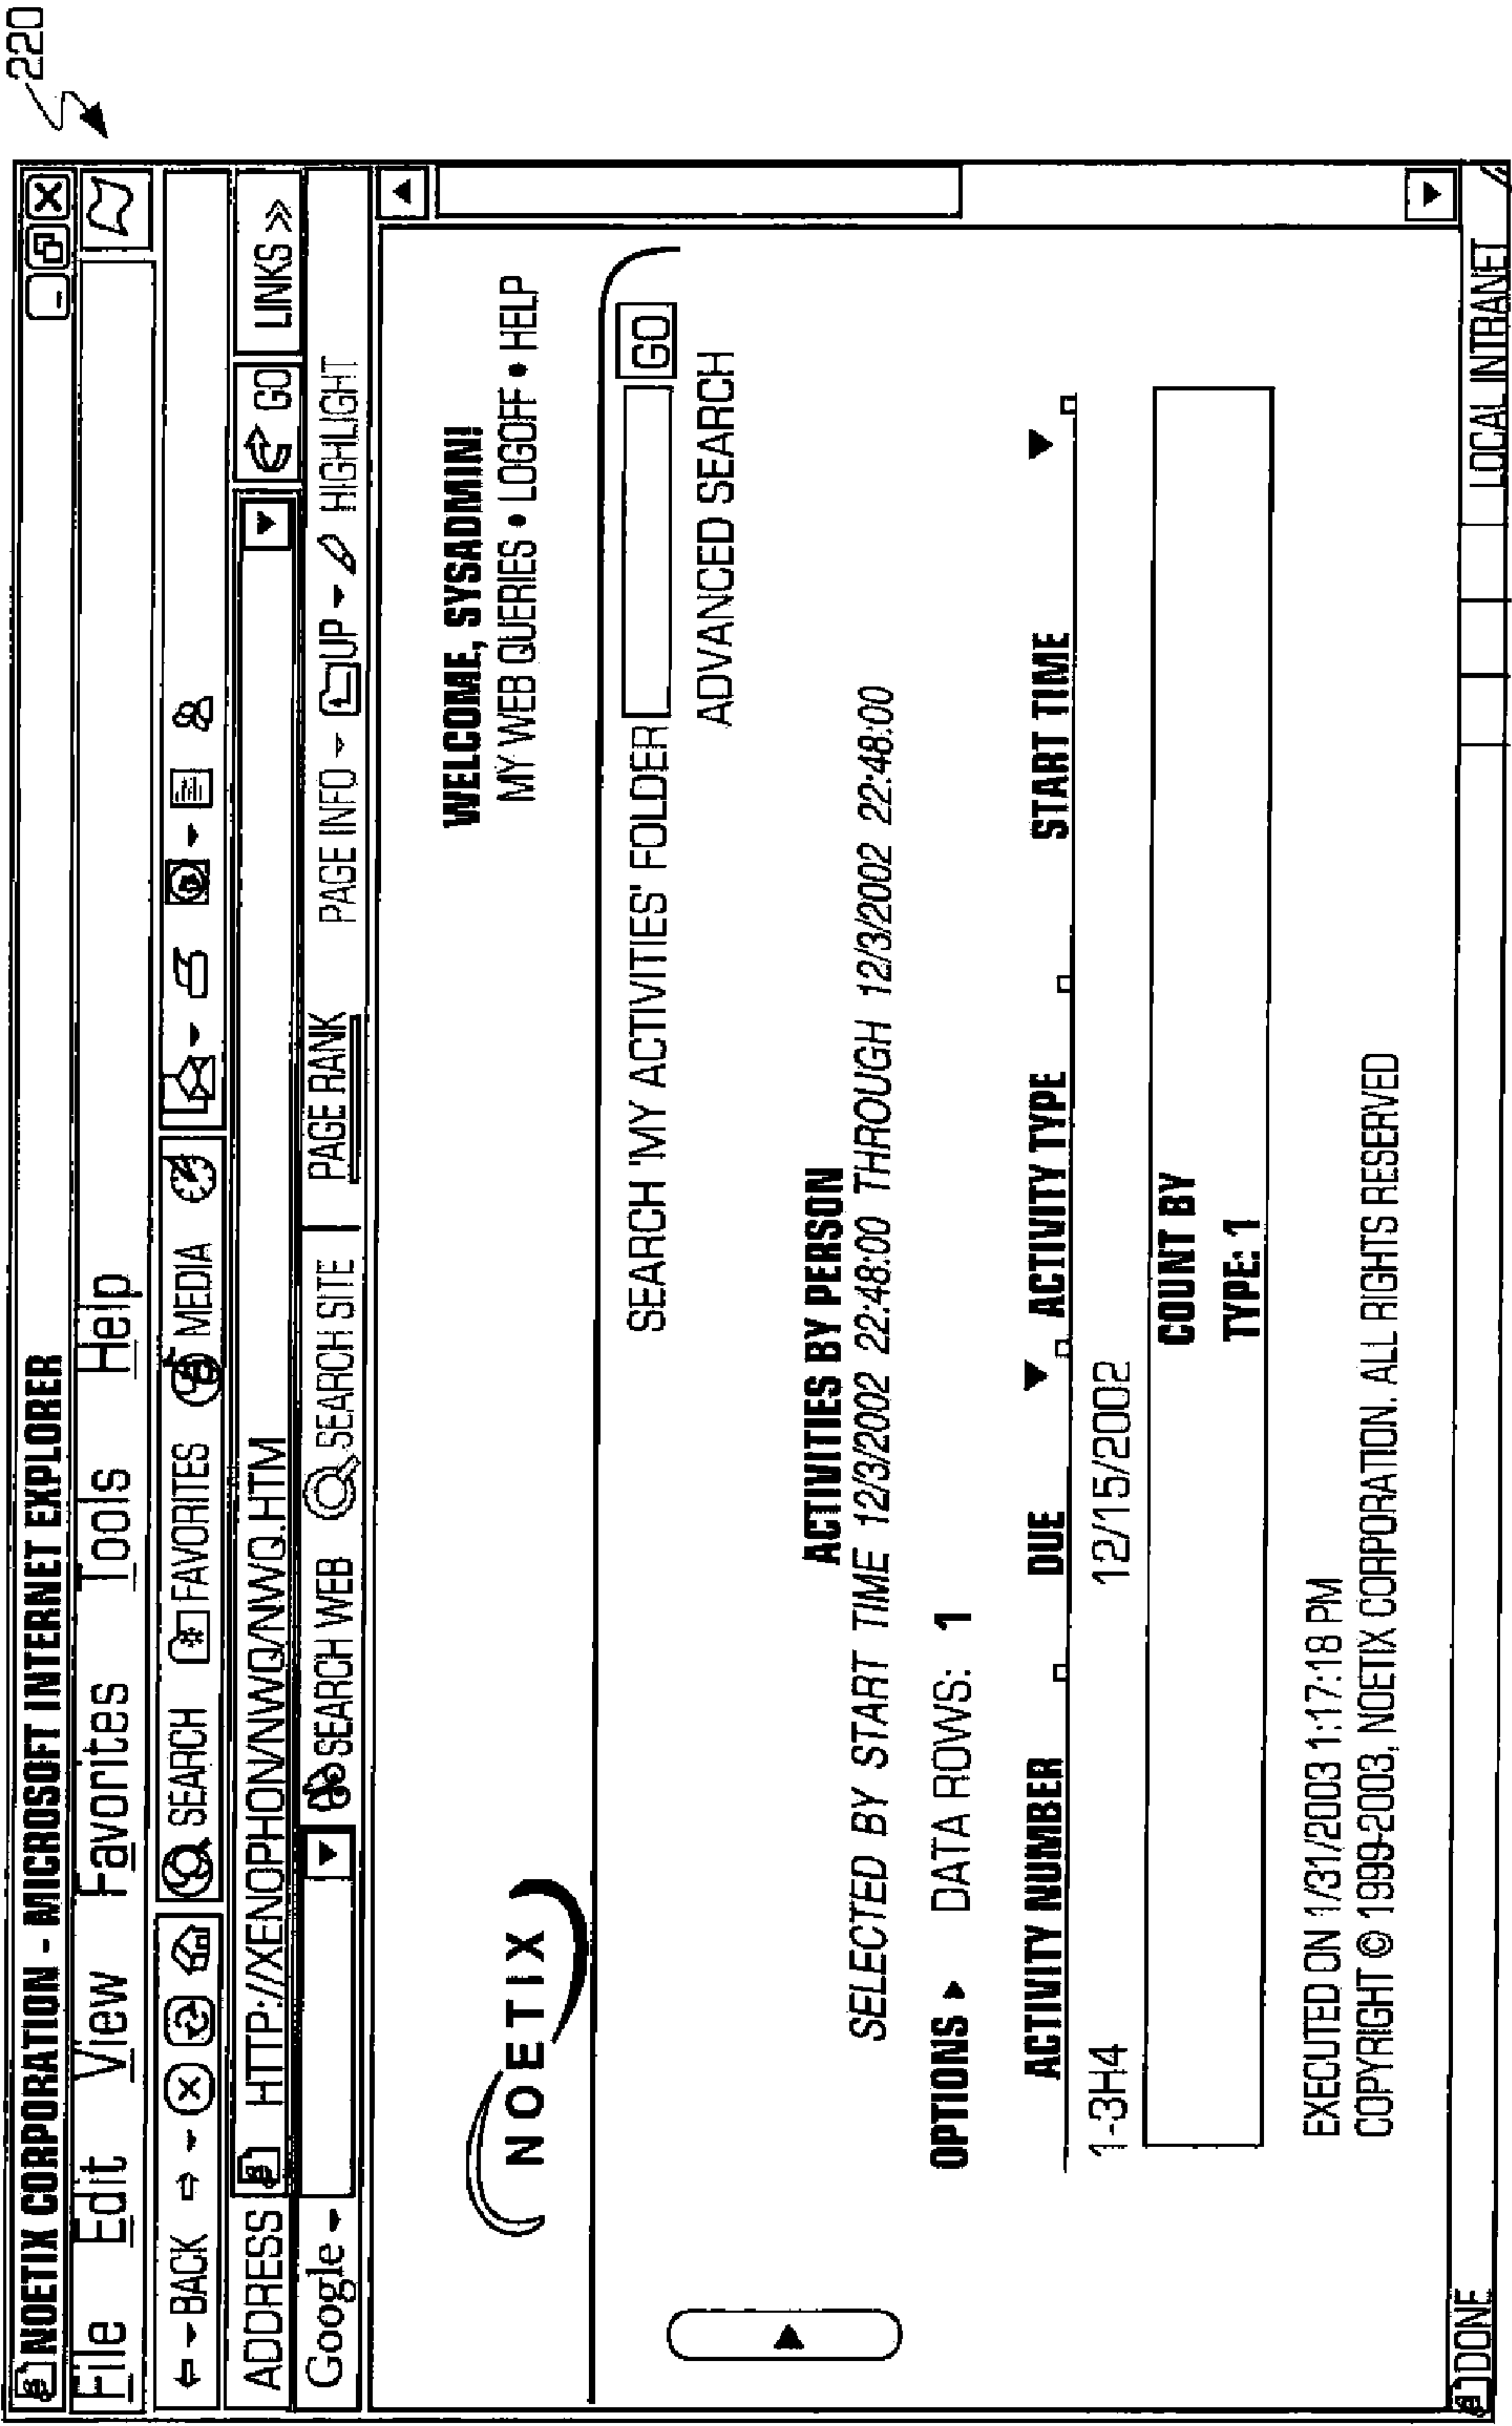 220
NOETIX CORPORATION - MICROSOFT INTERNET EXPLORER
File Edit View Favorites Tools Help
BACK SEARCH FAVORITES MEDIA
ADDRESS HTTP://XENOPHON/NWQ/NWQ.HTM GO LINKS »
Google SEARCH WEB SEARCH SITE PAGE RANK PAGE INFO UP HIGHLIGHT
NOETIX
WELCOME, SYSADMIN!
MY WEB QUERIES • LOGOFF • HELP
SEARCH 'MY ACTIVITIES' FOLDER GO
ADVANCED SEARCH
ACTIVITIES BY PERSON
SELECTED BY START TIME 12/3/2002 22:48:00 THROUGH 12/3/2002 22:48:00
OPTIONS DATA ROWS: 1
ACTIVITY NUMBER DUE ACTIVITY TYPE START TIME
1-3H4 12/15/2002
COUNT BY
TYPE: 1
EXECUTED ON 1/31/2003 1:17:18 PM
COPYRIGHT © 1999-2003, NOETIX CORPORATION. ALL RIGHTS RESERVED
DONE LOCAL INTRANET